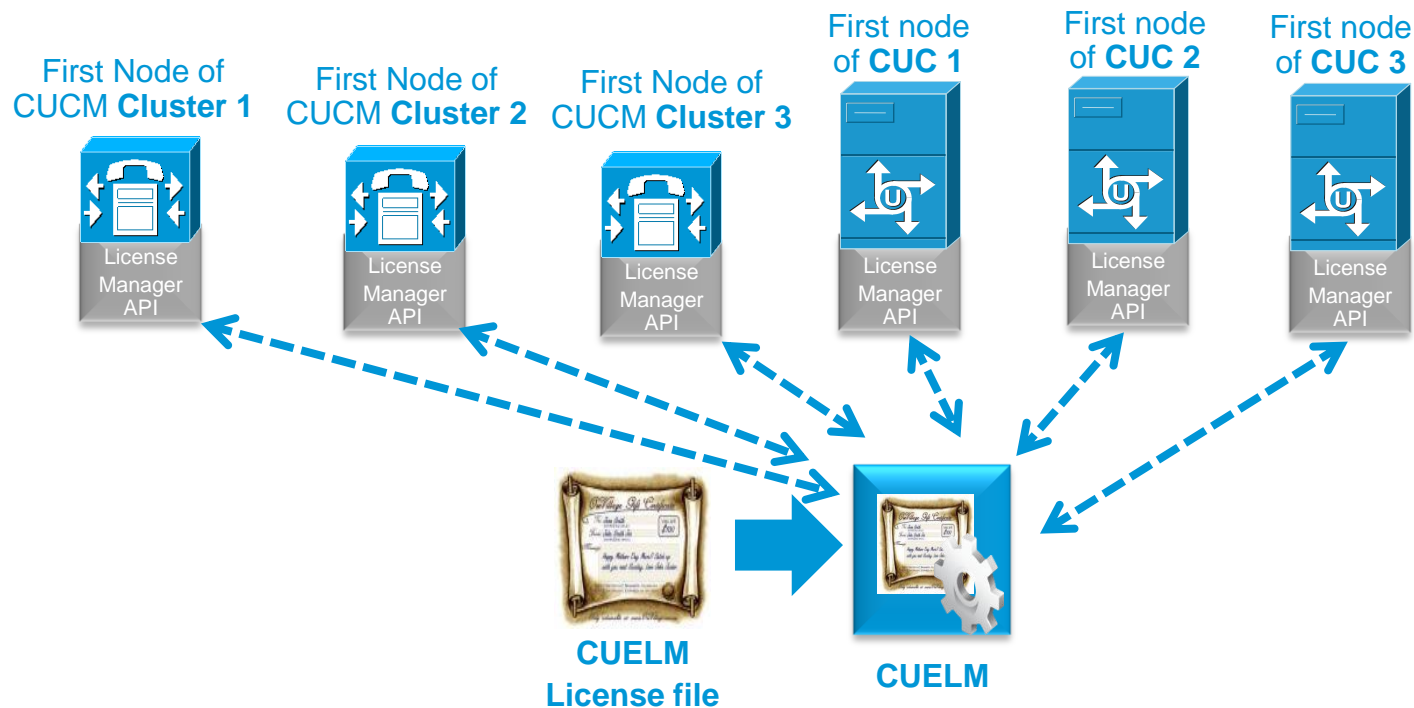 First Node of
CUCM Cluster 1
First Node of
CUCM Cluster 2
First Node of
CUCM Cluster 3
First node
of CUC 1
First node
of CUC 2
First node
of CUC 3
License
Manager
API
License
Manager
API
License
Manager
API
U
License
Manager
API
U
License
Manager
API
U
License
Manager
API
CUELM
License file
CUELM